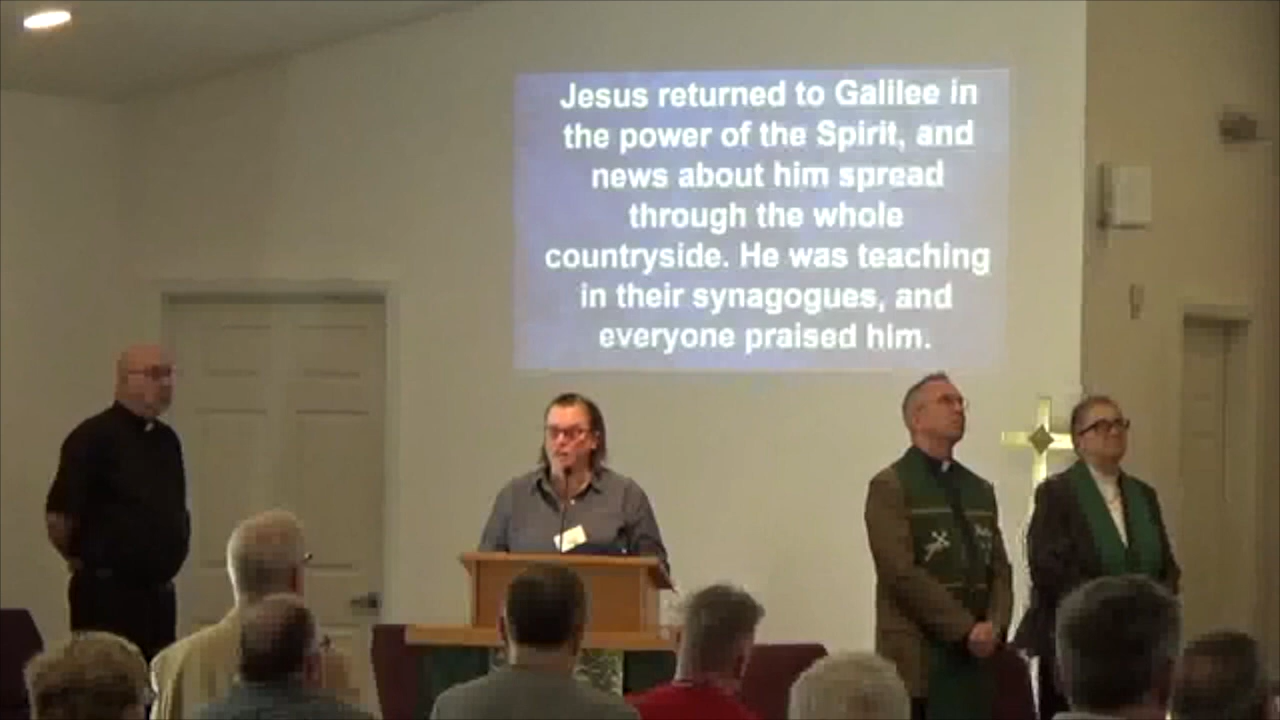 Jesus returned to Galilee in
the power of the Spirit, and
news about him spread
through the whole
countryside. He was teaching
in their synagogues, and
everyone praised him.